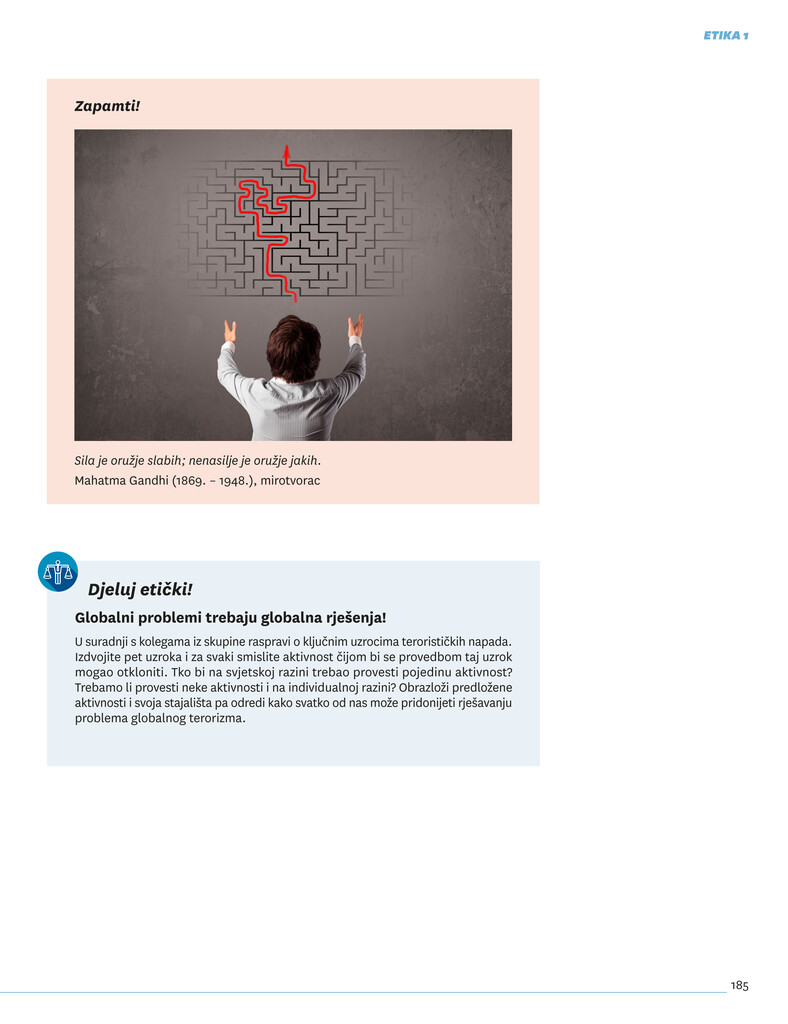 ETIKA 1
Zapamti!
Sila je oružje slabih; nenasilje je oružje jakih.
Mahatma Gandhi (1869. – 1948.), mirotvorac
Djeluj etički!
Globalni problemi trebaju globalna rješenja!
U suradnji s kolegama iz skupine raspravi o ključnim uzrocima terorističkih napada.
Izdvojite pet uzroka i za svaki smislite aktivnost čijom bi se provedbom taj uzrok
mogao otkloniti. Tko bi na svjetskoj razini trebao provesti pojedinu aktivnost?
Trebamo li provesti neke aktivnosti i na individualnoj razini? Obrazloži predložene
aktivnosti i svoja stajališta pa odredi kako svatko od nas može pridonijeti rješavanju
problema globalnog terorizma.
185